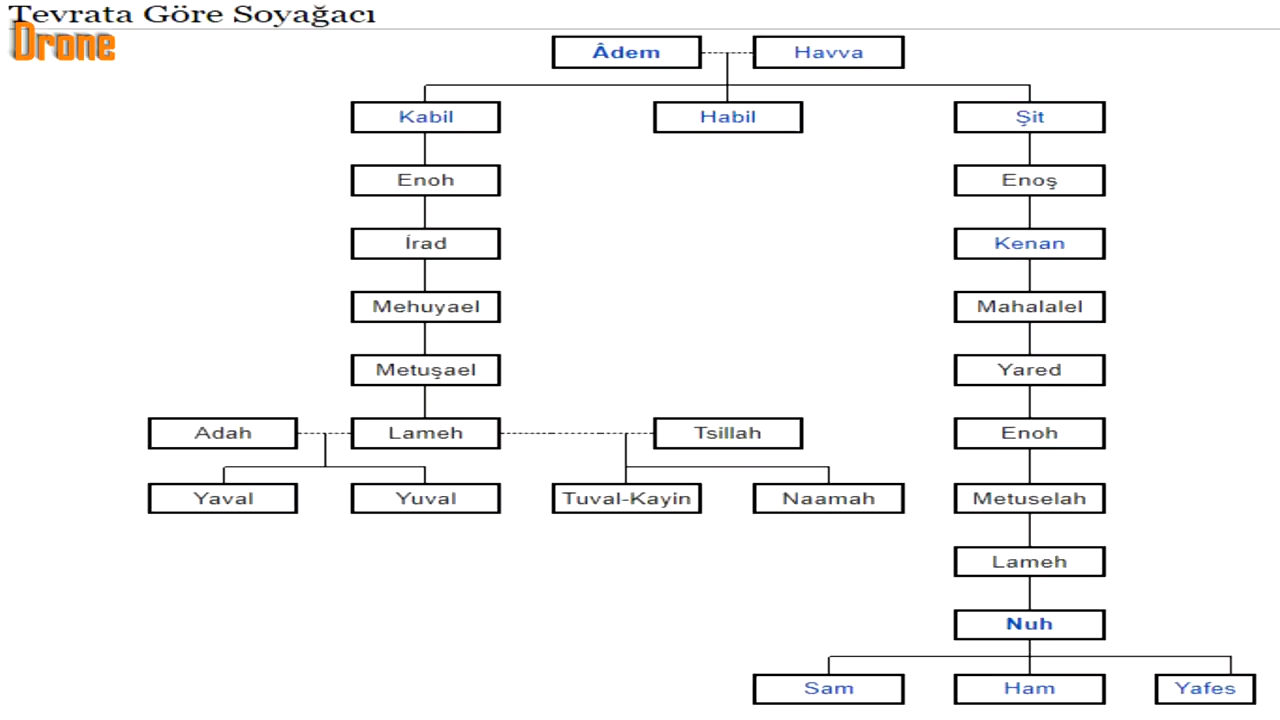 Tevrata Göre Soyağacı
Drone
Âdem Havva
Kabil Habil Şit
Enoh Enoş
Írad Kenan
Mehuyael Mahalalel
Metuşael Yared
Adah Lameh Tsillah Enoh
Yaval Yuval Tuval-Kayin Naamah Metuselah
Lameh
Nuh
Sam Ham Yafes